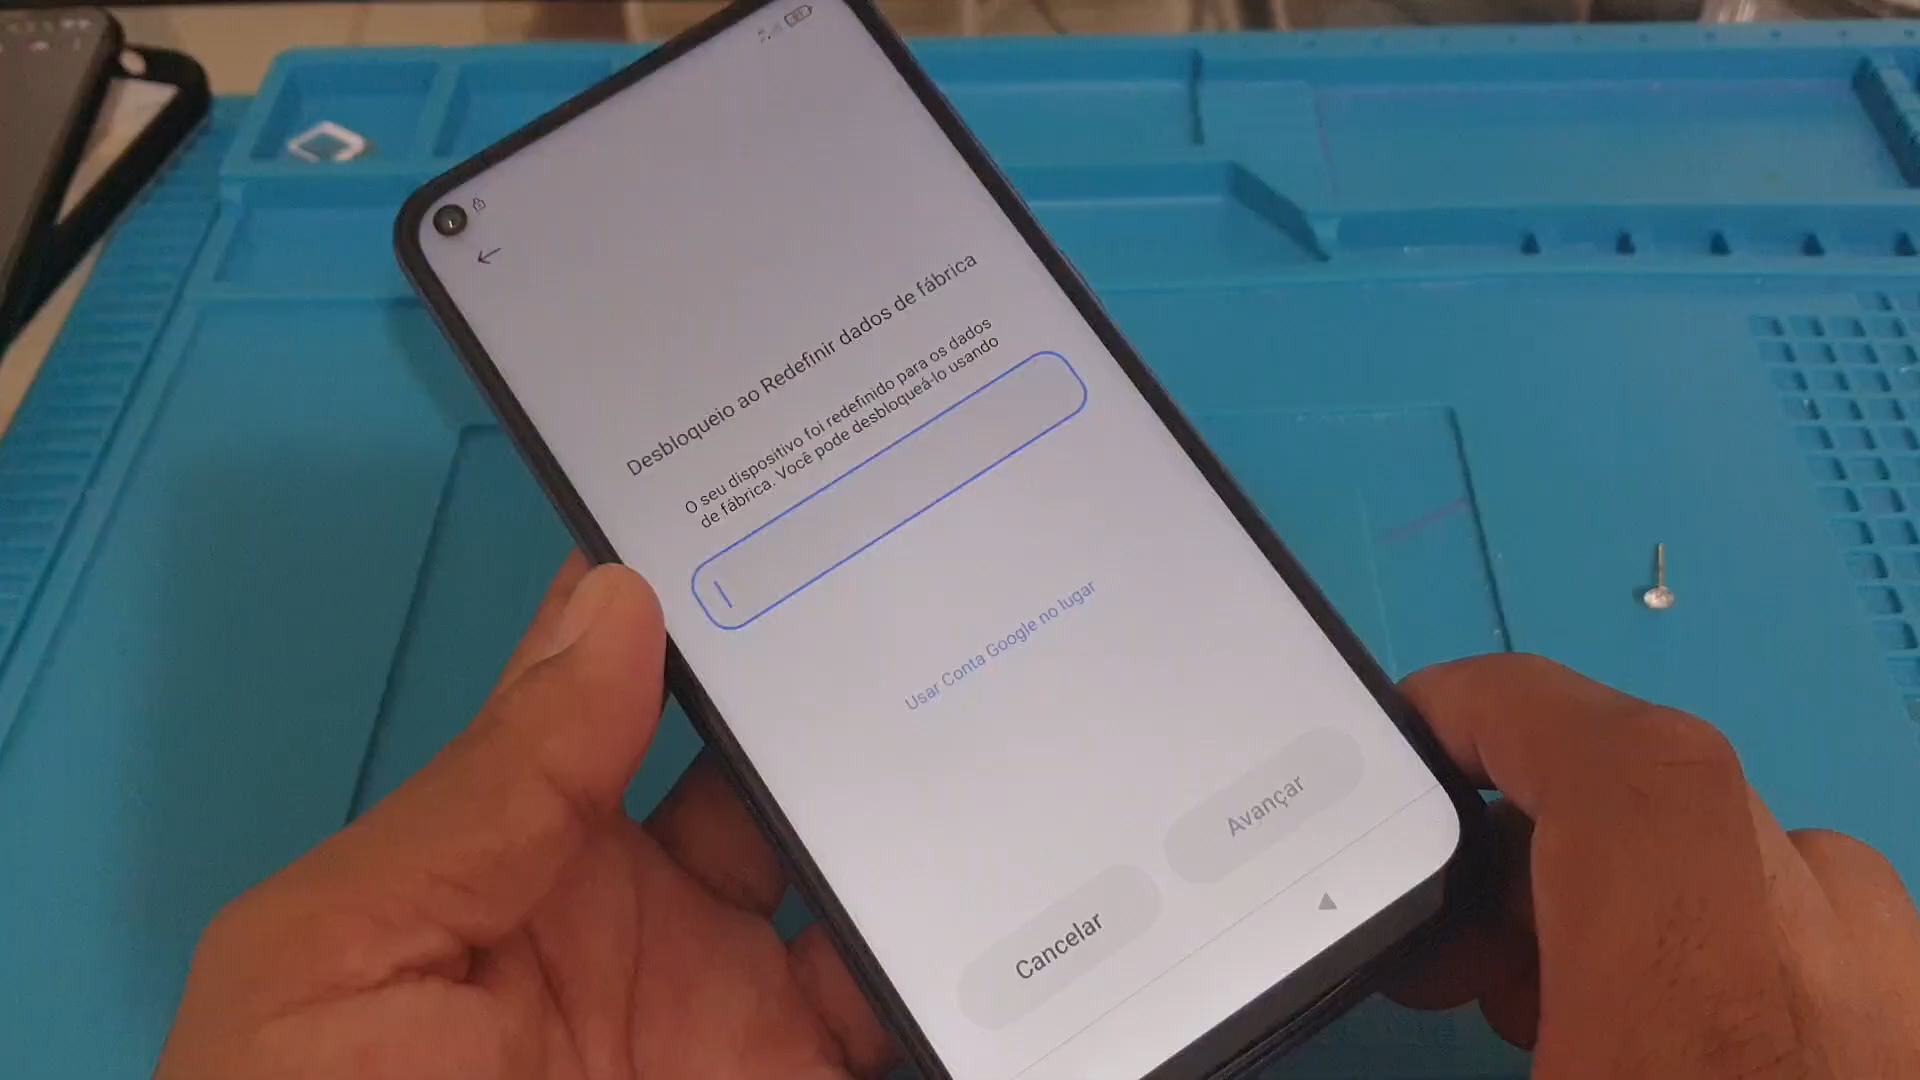 Desbloqueio ao Redefinir dados de fábrica
O seu dispositivo foi redefinido para os dados
de fábrica. Você pode desbloqueá-lo usando
Usar Conta Google no lugar
Avançar
Cancelar